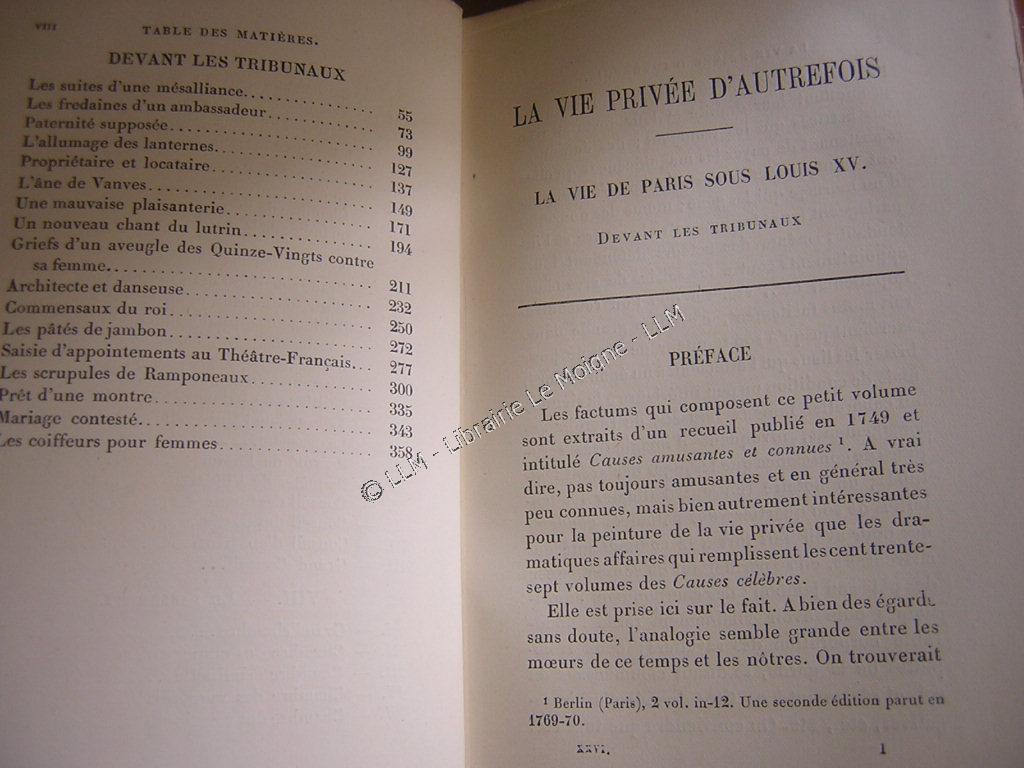 VIII
TABLE DES MATIÈRES.
DEVANT LES TRIBUNAUX
Les suites d'une mésalliance. . . . . . . . . . . . . . 55
Les fredaines d'un ambassadeur. . . . . . . . . . . . 73
Paternité supposée. . . . . . . . . . . . . . . . . . . . 99
L'allumage des lanternes. . . . . . . . . . . . . . . . 127
Propriétaire et locataire. . . . . . . . . . . . . . . . 137
L'âne de Vanves. . . . . . . . . . . . . . . . . . . . . 149
Une mauvaise plaisanterie. . . . . . . . . . . . . . . 171
Un nouveau chant du lutrin. . . . . . . . . . . . . . 194
Griefs d'un aveugle des Quinze-Vingts contre
sa femme. . . . . . . . . . . . . . . . . . . . . . . . 211
Architecte et danseuse. . . . . . . . . . . . . . . . . 232
Commensaux du roi. . . . . . . . . . . . . . . . . . . 250
Les pâtés de jambon. . . . . . . . . . . . . . . . . . 272
Saisie d'appointements au Théâtre-Français. . . 277
Les scrupules de Ramponeaux. . . . . . . . . . . . 300
Prêt d'une montre. . . . . . . . . . . . . . . . . . . . 335
Mariage contesté. . . . . . . . . . . . . . . . . . . . 343
Les coiffeurs pour femmes. . . . . . . . . . . . . . . 358
LA VIE PRIVÉE D'AUTREFOIS
LA VIE DE PARIS SOUS LOUIS XV.
DEVANT LES TRIBUNAUX
PRÉFACE
Les factums qui composent ce petit volume
sont extraits d'un recueil publié en 1749 et
intitulé Causes amusantes et connues ¹. A vrai
dire, pas toujours amusantes et en général très
peu connues, mais bien autrement intéressantes
pour la peinture de la vie privée que les dra-
matiques affaires qui remplissent les cent trente-
sept volumes des Causes célèbres.
Elle est prise ici sur le fait. A bien des égards
sans doute, l'analogie semble grande entre les
mœurs de ce temps et les nôtres. On trouverait
¹ Berlin (Paris), 2 vol. in-12. Une seconde édition parut en
1769-70.
XXVI. 1
© LLM - Librairie Le Moigne - LLM